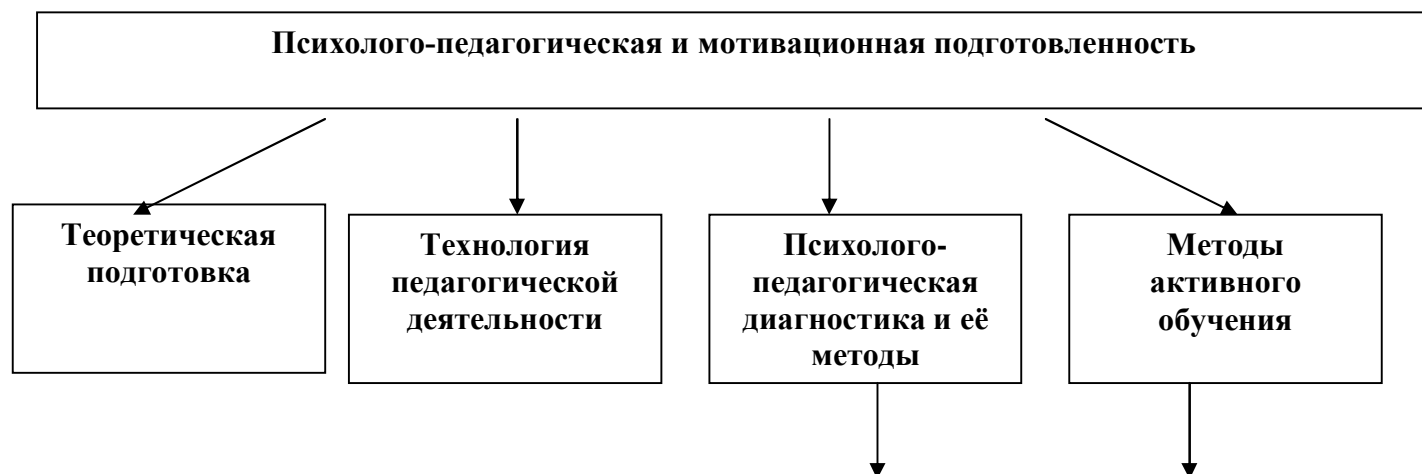 Психолого-педагогическая и мотивационная подготовленность
Теоретическая
подготовка
Технология
педагогической
деятельности
Психолого-
педагогическая
диагностика и её
методы
Методы
активного
обучения